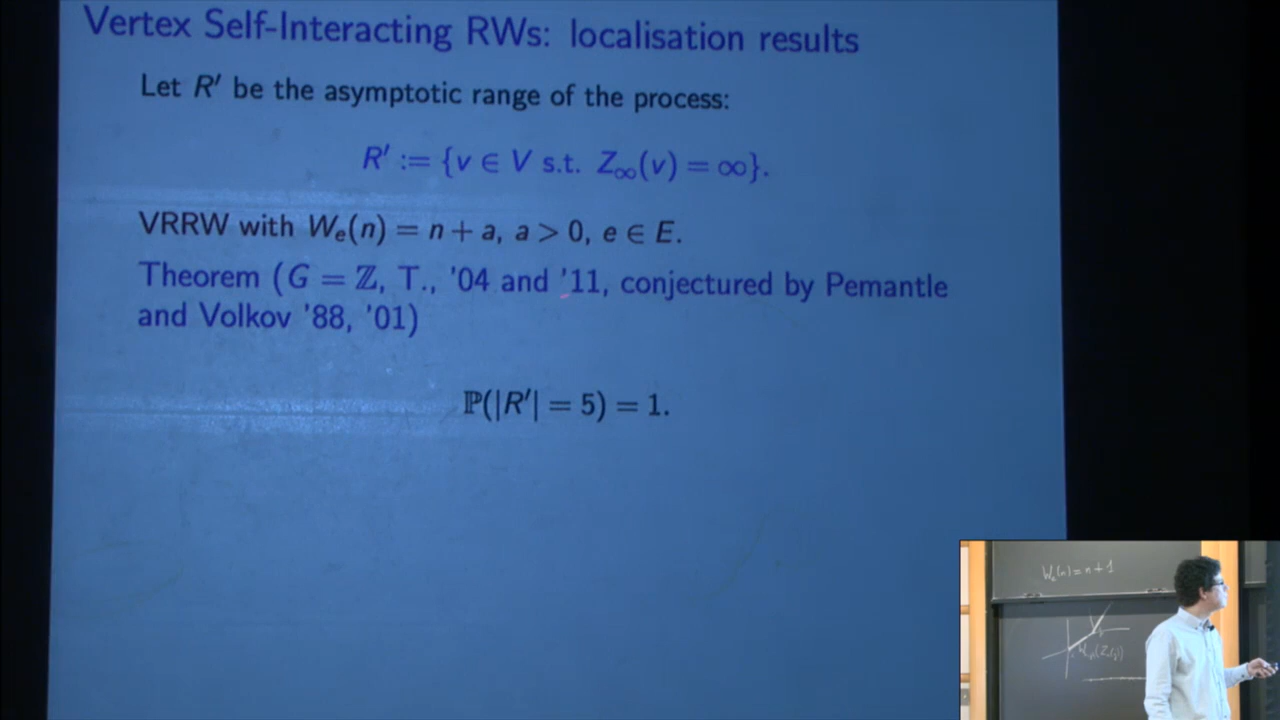 Vertex Self-Interacting RWs: localisation results
Let R′ be the asymptotic range of the process:
R′ := {v ∈ V s.t. Z∞(v) = ∞}.
VRRW with Wₑ(n) = n + a, a > 0, e ∈ E.
Theorem (G = ℤ, T., '04 and '11, conjectured by Pemantle
and Volkov '88, '01)
ℙ(|R′| = 5) = 1.
Wₑ(n) = n + 1